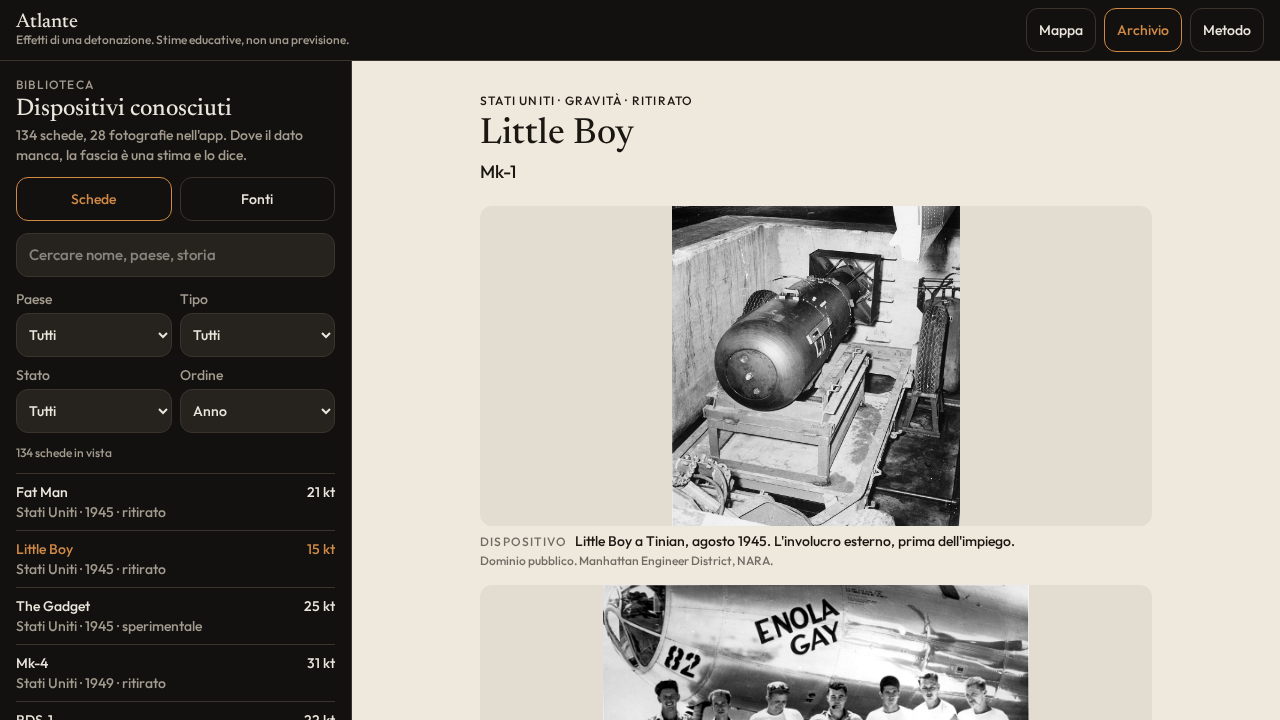 Atlante
Effetti di una detonazione. Stime educative, non una previsione.
Mappa
Archivio
Metodo
BIBLIOTECA
Dispositivi conosciuti
134 schede, 28 fotografie nell'app. Dove il dato
manca, la fascia è una stima e lo dice.
Schede
Fonti
Cercare nome, paese, storia
Paese
Tipo
Tutti
Tutti
Stato
Ordine
Tutti
Anno
134 schede in vista
Fat Man
21 kt
Stati Uniti · 1945 · ritirato
Little Boy
15 kt
Stati Uniti · 1945 · ritirato
The Gadget
25 kt
Stati Uniti · 1945 · sperimentale
Mk-4
31 kt
Stati Uniti · 1949 · ritirato
STATI UNITI · GRAVITÀ · RITIRATO
Little Boy
Mk-1
DISPOSITIVO Little Boy a Tinian, agosto 1945. L'involucro esterno, prima dell'impiego.
Dominio pubblico. Manhattan Engineer District, NARA.
ENOLA
GAY
82